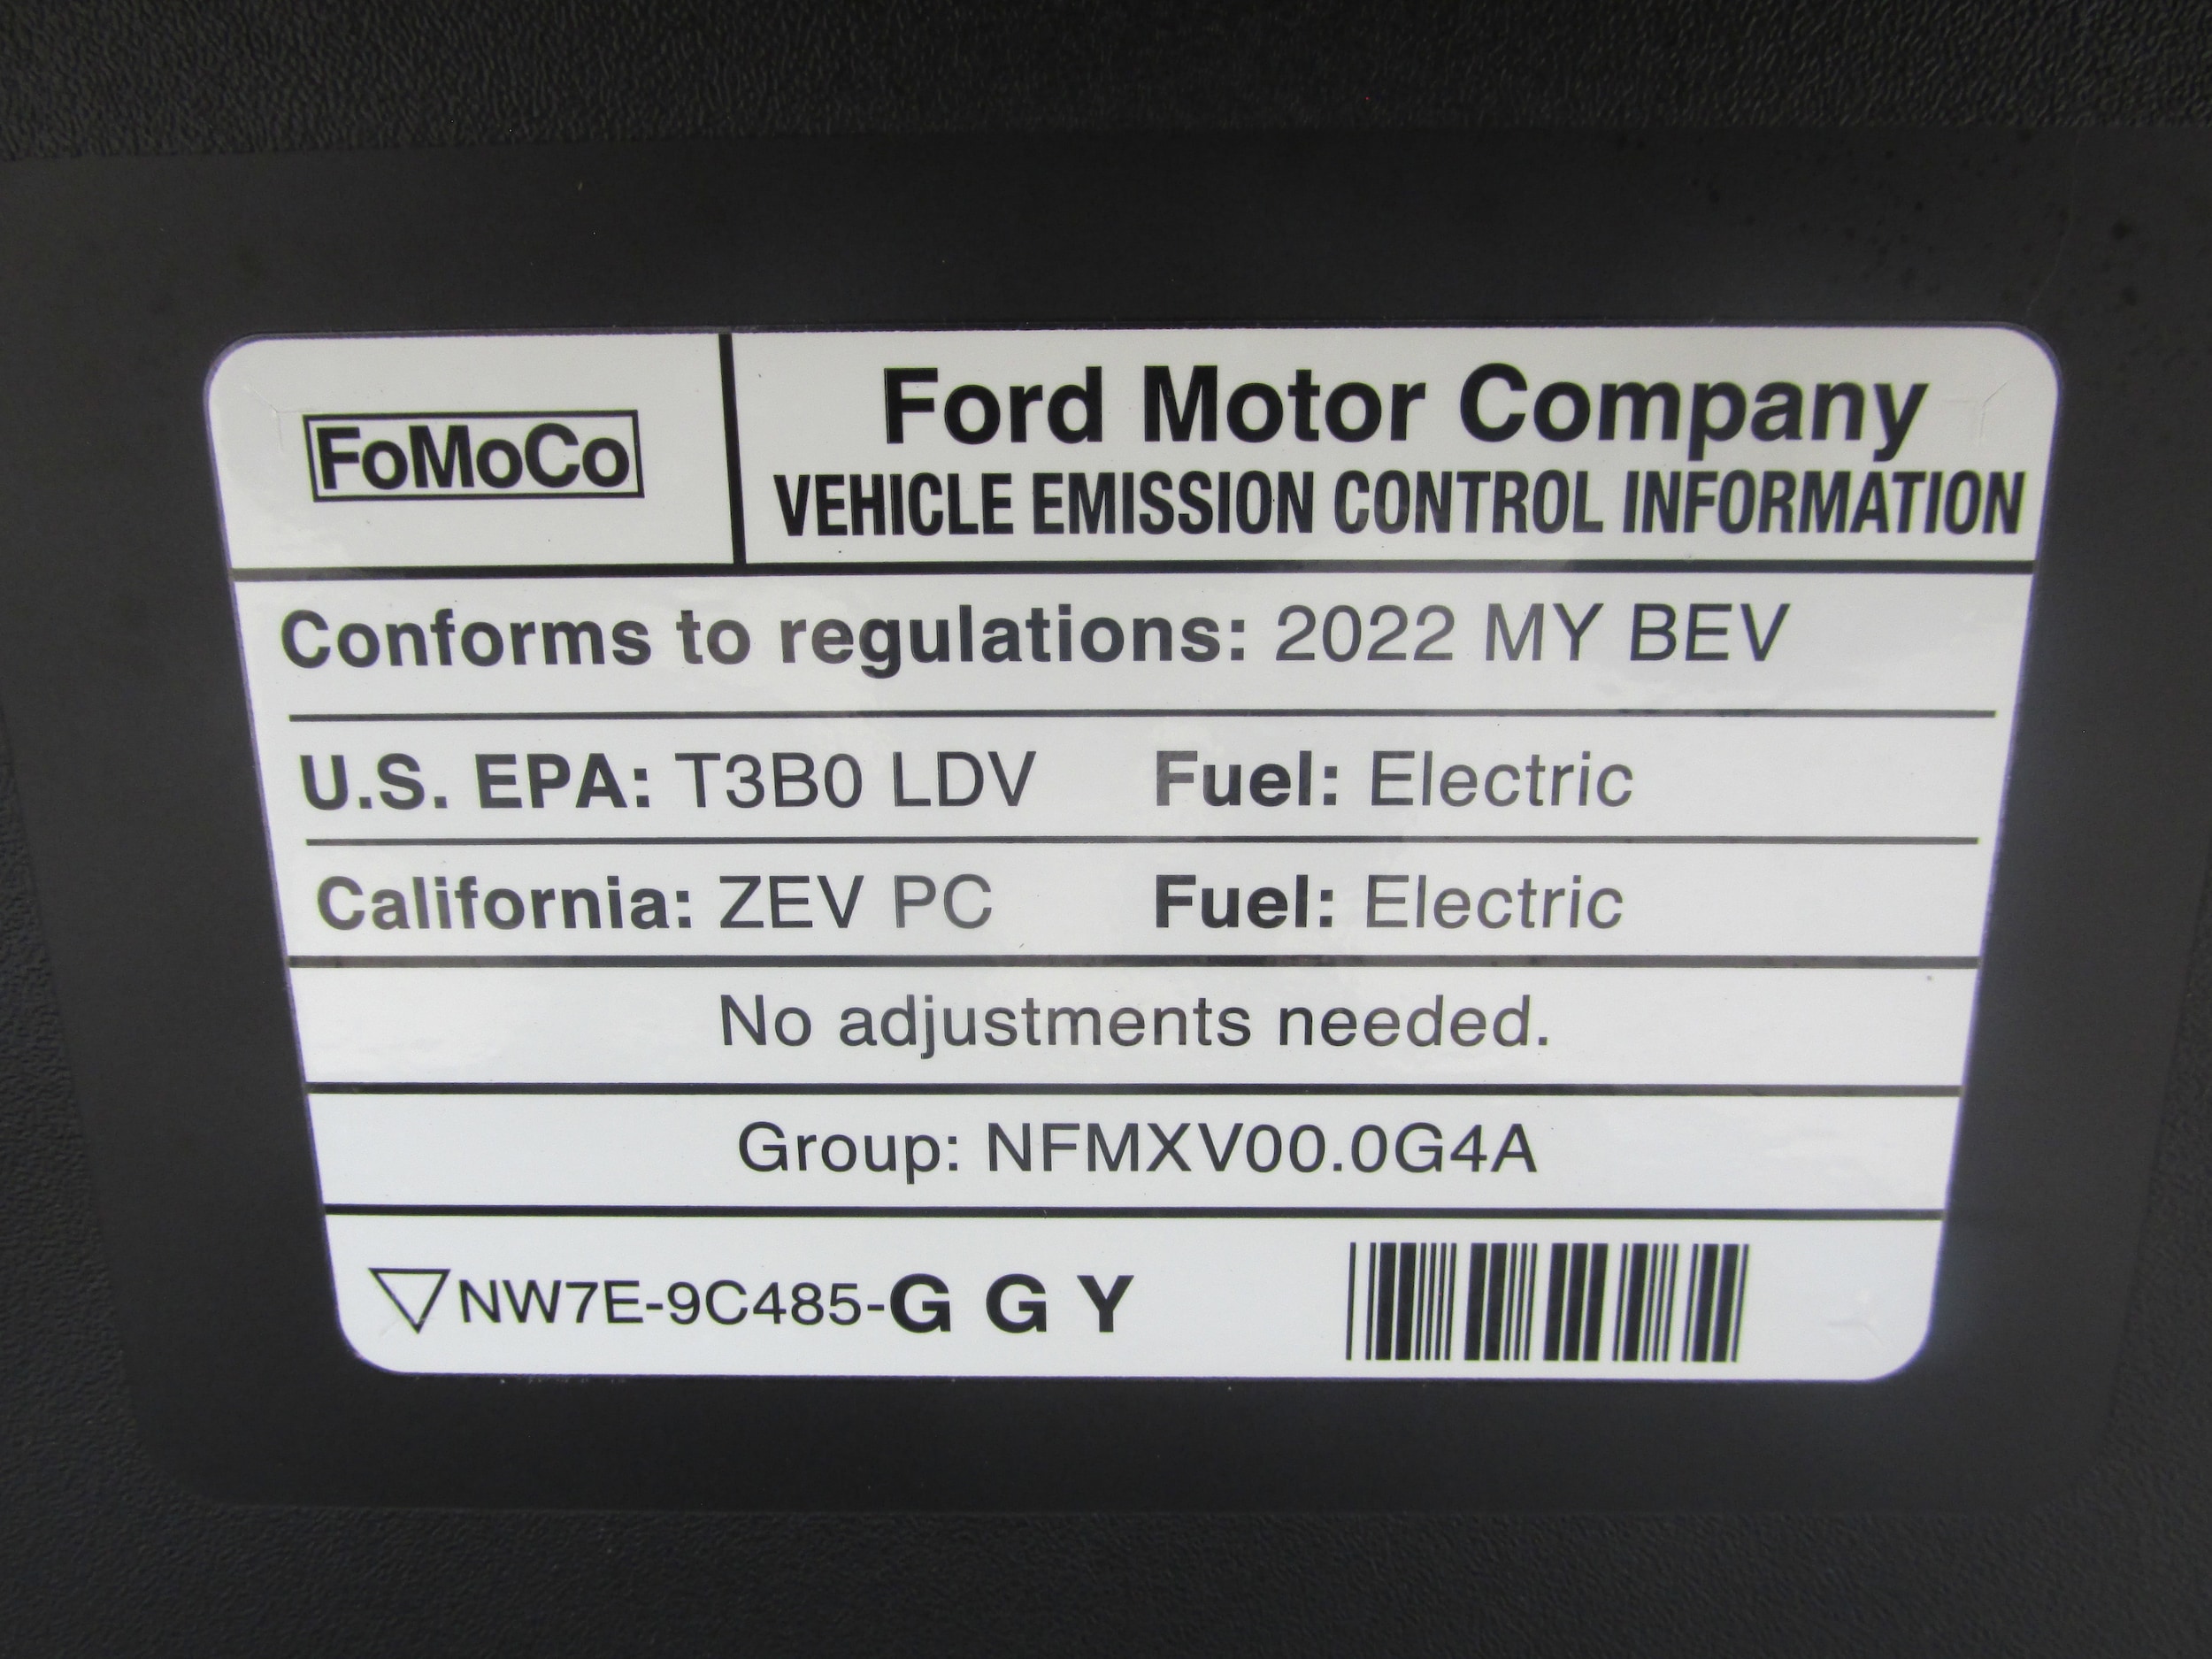 FoMoCo
Ford Motor Company
VEHICLE EMISSION CONTROL INFORMATION
Conforms to regulations: 2022 MY BEV
U.S. EPA: T3B0 LDV Fuel: Electric
California: ZEV PC Fuel: Electric
No adjustments needed.
Group: NFMXV00.0G4A
NW7E-9C485-G G Y